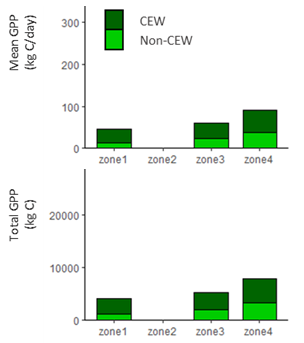 Mean GPP
(kg C/day)
300
200
100
0
CEW
Non-CEW
zone1 zone2 zone3 zone4
Total GPP
(kg C)
20000
10000
0
zone1 zone2 zone3 zone4